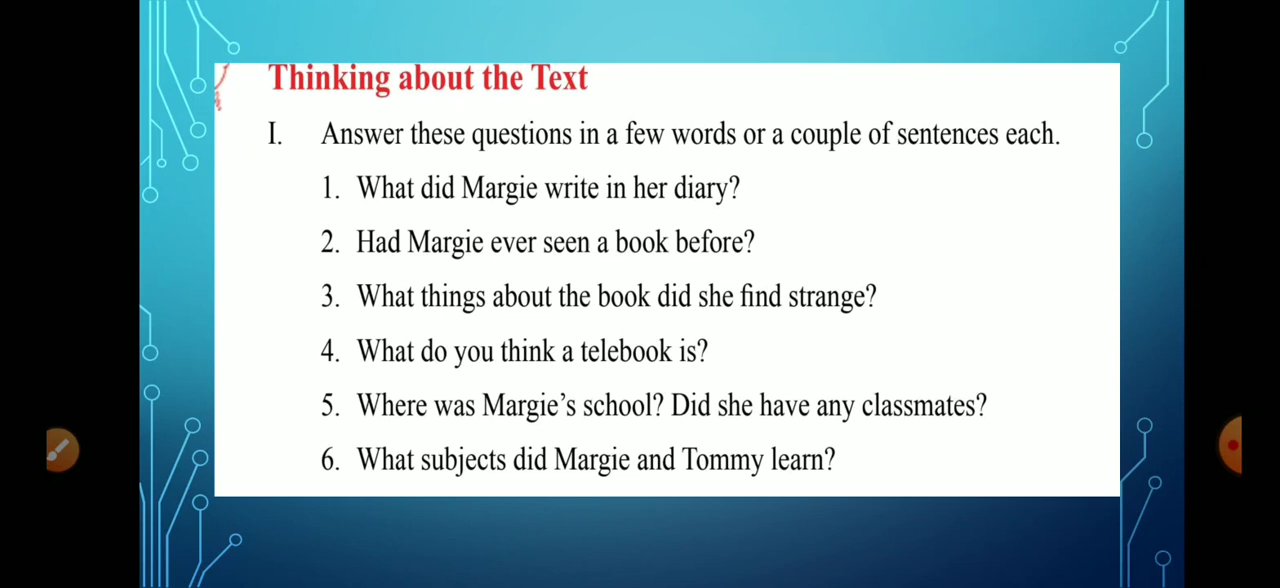 Thinking about the Text
I. Answer these questions in a few words or a couple of sentences each.
1. What did Margie write in her diary?
2. Had Margie ever seen a book before?
3. What things about the book did she find strange?
4. What do you think a telebook is?
5. Where was Margie’s school? Did she have any classmates?
6. What subjects did Margie and Tommy learn?